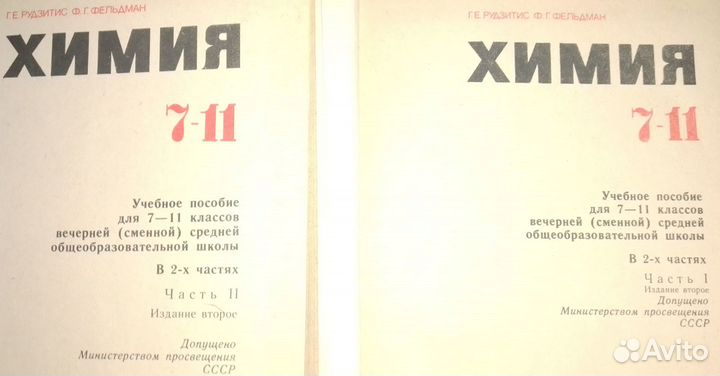 Г.Е. РУДЗИТИС Ф.Г. ФЕЛЬДМАН
ХИМИЯ
7-11
Учебное пособие
для 7—11 классов
вечерней (сменной) средней
общеобразовательной школы
В 2-х частях
Часть II
Издание второе
Допущено
Министерством просвещения
СССР
Г.Е. РУДЗИТИС Ф.Г. ФЕЛЬДМАН
ХИМИЯ
7-11
Учебное пособие
для 7—11 классов
вечерней (сменной) средней
общеобразовательной школы
В 2-х частях
Часть I
Издание второе
Допущено
Министерством просвещения
СССР
Avito